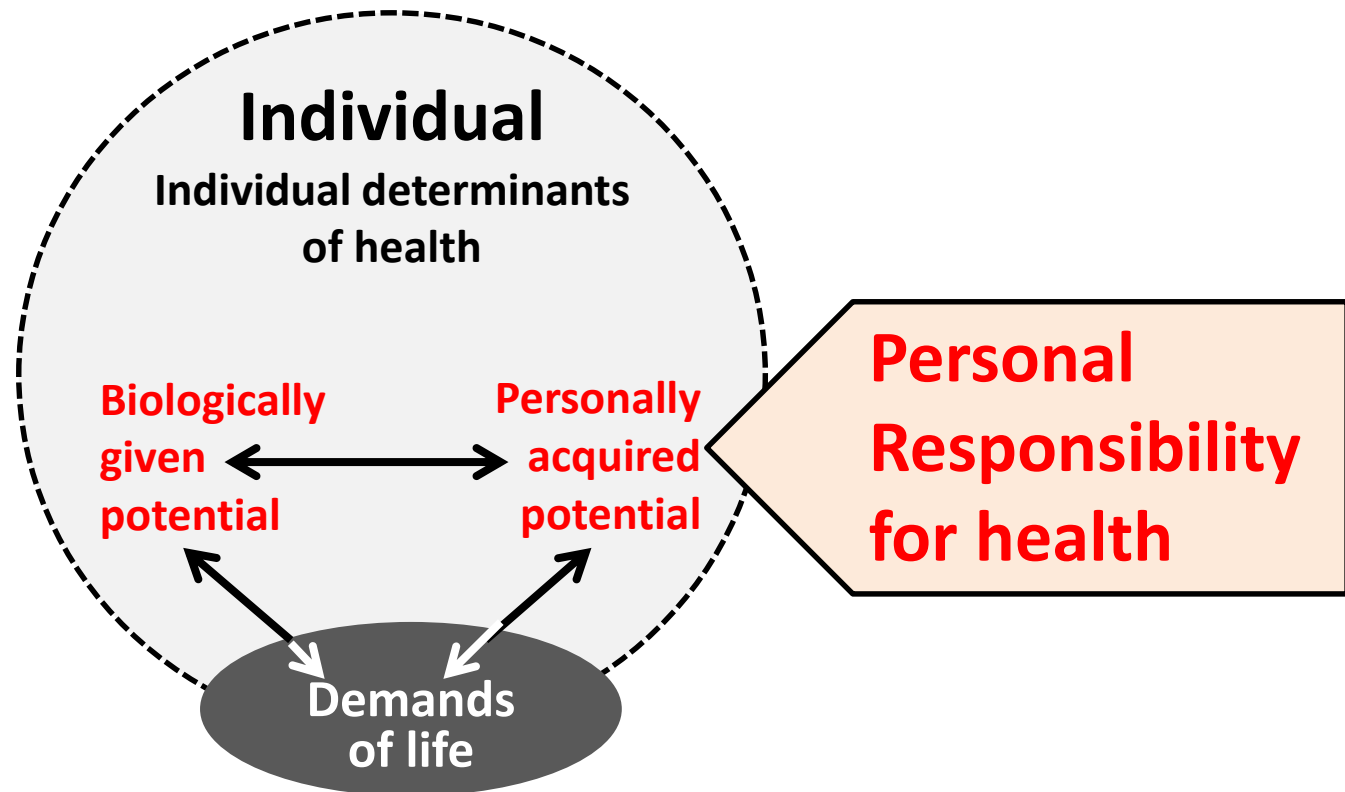 Individual
Individual determinants
of health
Biologically
given
potential
Personally
acquired
potential
Demands
of life
Personal
Responsibility
for health